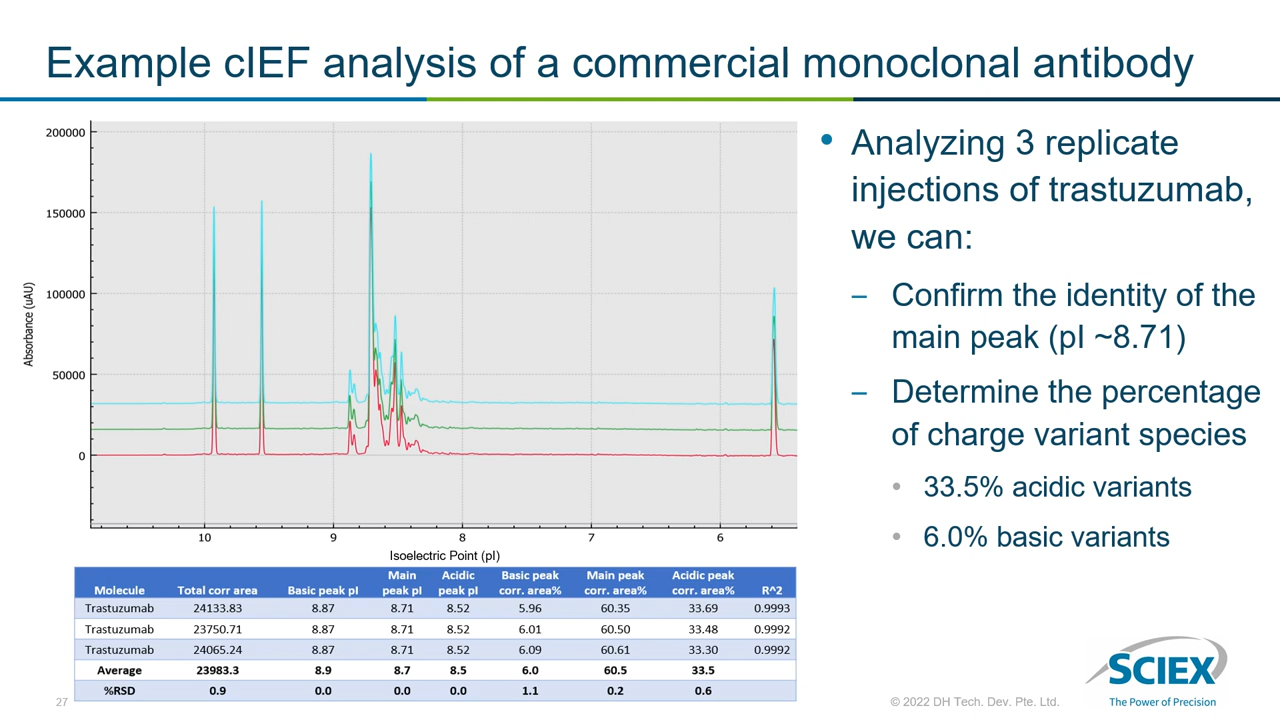 Example cIEF analysis of a commercial monoclonal antibody
200000
150000
100000
50000
0
Absorbance (uAU)
10 9 8 7 6
Isoelectric Point (pI)
Molecule Total corr area Basic peak pI Main peak pI Acidic peak pI Basic peak corr. area% Main peak corr. area% Acidic peak corr. area% R^2
Trastuzumab 24133.83 8.87 8.71 8.52 5.96 60.35 33.69 0.9993
Trastuzumab 23750.71 8.87 8.71 8.52 6.01 60.50 33.48 0.9992
Trastuzumab 24065.24 8.87 8.71 8.52 6.09 60.61 33.30 0.9992
Average 23983.3 8.9 8.7 8.5 6.0 60.5 33.5
%RSD 0.9 0.0 0.0 0.0 1.1 0.2 0.6
• Analyzing 3 replicate
injections of trastuzumab,
we can:
– Confirm the identity of the
main peak (pI ~8.71)
– Determine the percentage
of charge variant species
• 33.5% acidic variants
• 6.0% basic variants
SCIEX
The Power of Precision
27
© 2022 DH Tech. Dev. Pte. Ltd.